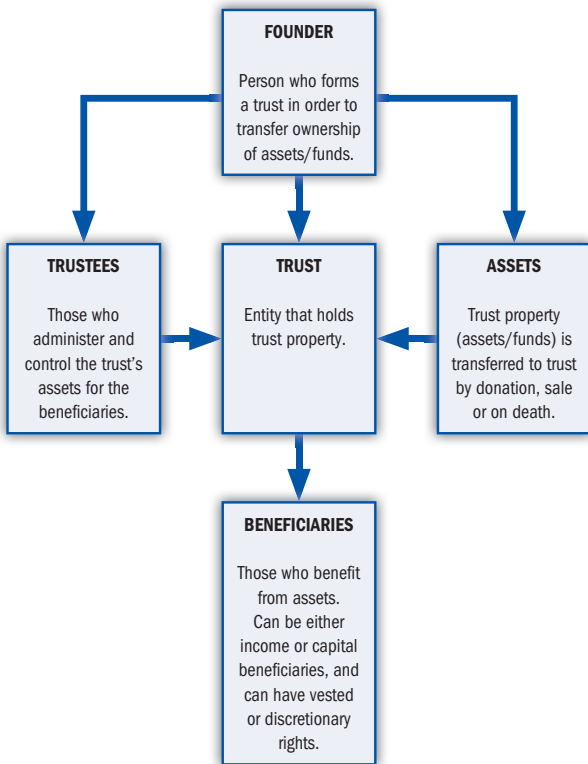 FOUNDER
Person who forms
a trust in order to
transfer ownership
of assets/funds.
TRUSTEES
Those who
administer and
control the trust’s
assets for the
beneficiaries.
TRUST
Entity that holds
trust property.
ASSETS
Trust property
(assets/funds) is
transferred to trust
by donation, sale
or on death.
BENEFICIARIES
Those who benefit
from assets.
Can be either
income or capital
beneficiaries, and
can have vested
or discretionary
rights.